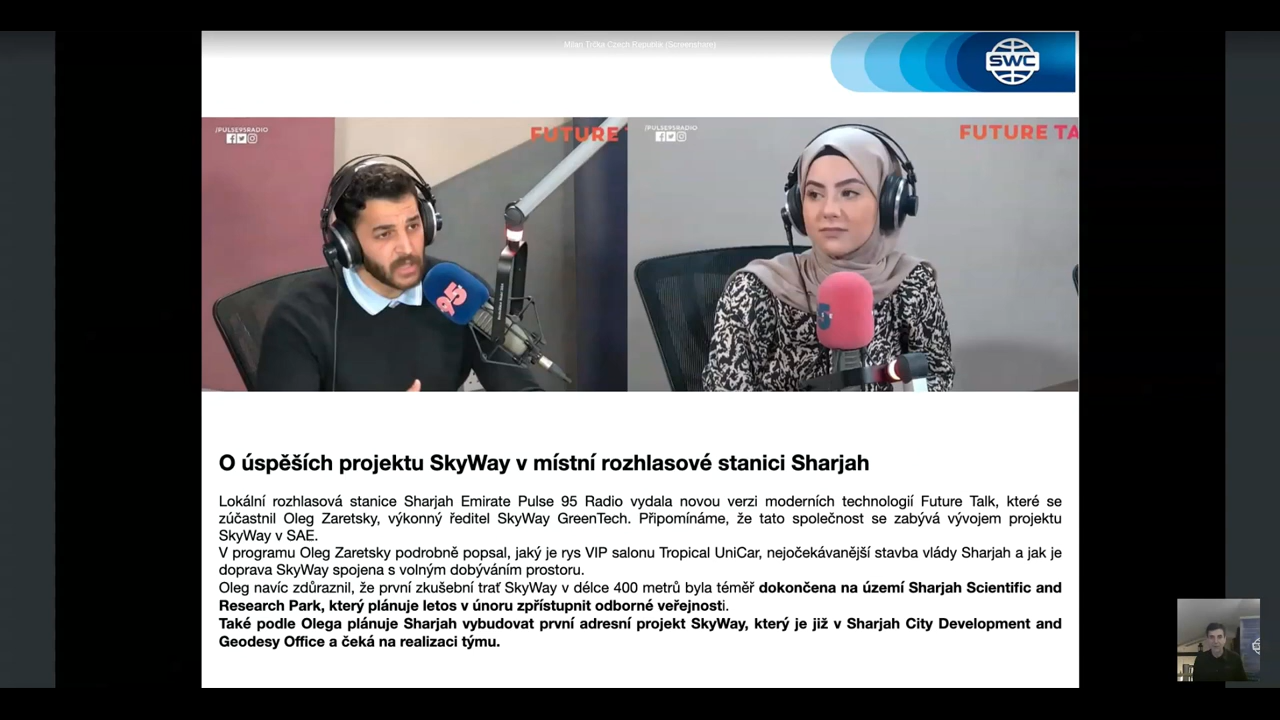 Milan Trôta Czech Republic (Screenshare)
SWC
/PULSE95RADIO
FUTURE T
/PULSE95RADIO
FUTURE TA
95
O úspěších projektu SkyWay v místní rozhlasové stanici Sharjah
Lokální rozhlasová stanice Sharjah Emirate Pulse 95 Radio vydala novou verzi moderních technologií Future Talk, které se
zúčastnil Oleg Zaretsky, výkonný ředitel SkyWay GreenTech. Připomínáme, že tato společnost se zabývá vývojem projektu
SkyWay v SAE.
V programu Oleg Zaretsky podrobně popsal, jaký je rys VIP salonu Tropical UniCar, nejočekávanější stavba vlády Sharjah a jak je
doprava SkyWay spojena s volným dobýváním prostoru.
Oleg navíc zdůraznil, že první zkušební trať SkyWay v délce 400 metrů byla téměř dokončena na území Sharjah Scientific and
Research Park, který plánuje letos v únoru zpřístupnit odborné veřejnosti.
Také podle Olega plánuje Sharjah vybudovat první adresní projekt SkyWay, který je již v Sharjah City Development and
Geodesy Office a čeká na realizaci týmu.